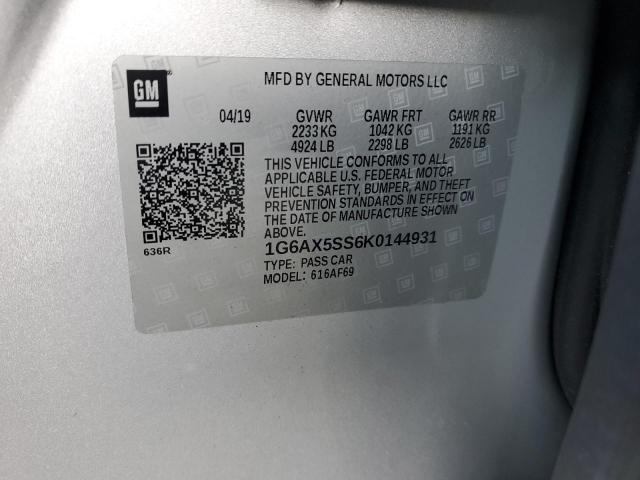 GM
MFD BY GENERAL MOTORS LLC
04/19 GVWR GAWR FRT GAWR RR
2233 KG 1042 KG 1191 KG
4924 LB 2298 LB 2626 LB
THIS VEHICLE CONFORMS TO ALL
APPLICABLE U.S. FEDERAL MOTOR
VEHICLE SAFETY, BUMPER, AND THEFT
PREVENTION STANDARDS IN EFFECT ON
THE DATE OF MANUFACTURE SHOWN
ABOVE.
636R
1G6AX5SS6K0144931
TYPE: PASS CAR
MODEL: 616AF69